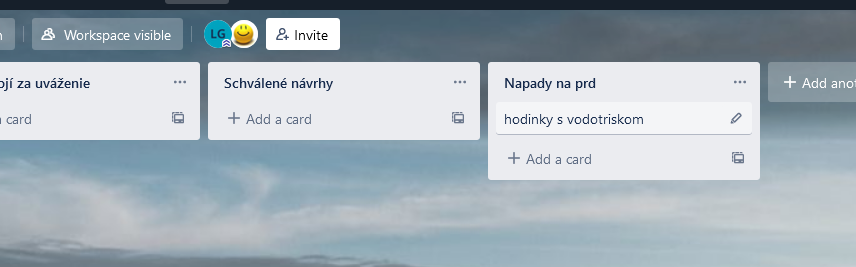 Workspace visible
LG
Invite
ojí za uváženie
Schválené návrhy
Napady na prd
Add anot
a card
Add a card
hodinky s vodotriskom
Add a card